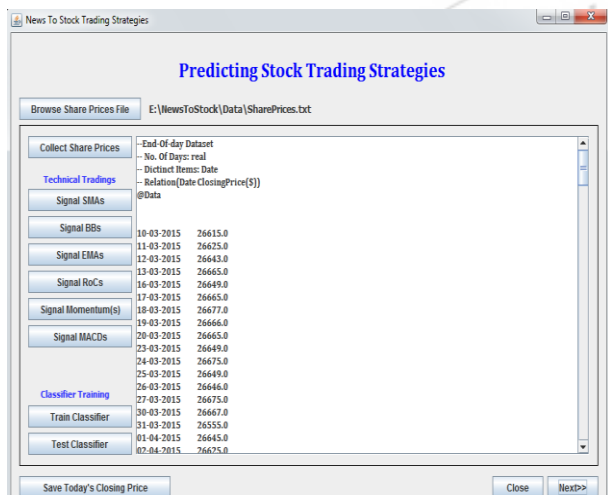 News To Stock Trading Strategies
Predicting Stock Trading Strategies
Browse Share Prices File E:\NewsToStock\Data\SharePrices.txt
Collect Share Prices
Technical Tradings
Signal SMAs
Signal BBs
Signal EMAs
Signal RoCs
Signal Momentum(s)
Signal MACDs
Classifier Training
Train Classifier
Test Classifier
--End-Of-day Dataset
-- No. Of Days: real
-- Dictinct Items: Date
-- Relation{Date ClosingPrice($)}
@Data
10-03-2015 26615.0
11-03-2015 26625.0
12-03-2015 26643.0
13-03-2015 26665.0
16-03-2015 26649.0
17-03-2015 26665.0
18-03-2015 26677.0
19-03-2015 26666.0
20-03-2015 26665.0
23-03-2015 26649.0
24-03-2015 26675.0
25-03-2015 26649.0
26-03-2015 26646.0
27-03-2015 26675.0
30-03-2015 26667.0
31-03-2015 26555.0
01-04-2015 26645.0
02-04-2015 26625.0
Save Today's Closing Price
Close Next>>